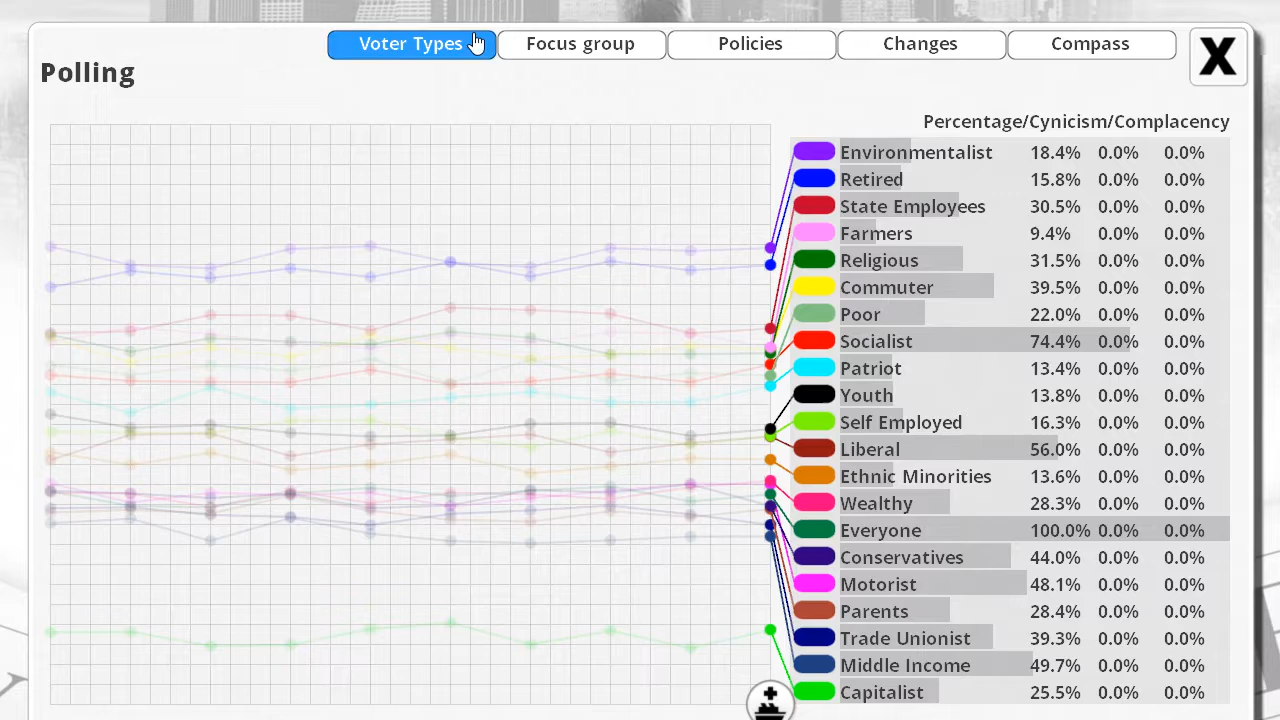 Voter Types Focus group Policies Changes Compass X
Polling
Percentage/Cynicism/Complacency
Environmentalist 18.4% 0.0% 0.0%
Retired 15.8% 0.0% 0.0%
State Employees 30.5% 0.0% 0.0%
Farmers 9.4% 0.0% 0.0%
Religious 31.5% 0.0% 0.0%
Commuter 39.5% 0.0% 0.0%
Poor 22.0% 0.0% 0.0%
Socialist 74.4% 0.0% 0.0%
Patriot 13.4% 0.0% 0.0%
Youth 13.8% 0.0% 0.0%
Self Employed 16.3% 0.0% 0.0%
Liberal 56.0% 0.0% 0.0%
Ethnic Minorities 13.6% 0.0% 0.0%
Wealthy 28.3% 0.0% 0.0%
Everyone 100.0% 0.0% 0.0%
Conservatives 44.0% 0.0% 0.0%
Motorist 48.1% 0.0% 0.0%
Parents 28.4% 0.0% 0.0%
Trade Unionist 39.3% 0.0% 0.0%
Middle Income 49.7% 0.0% 0.0%
Capitalist 25.5% 0.0% 0.0%